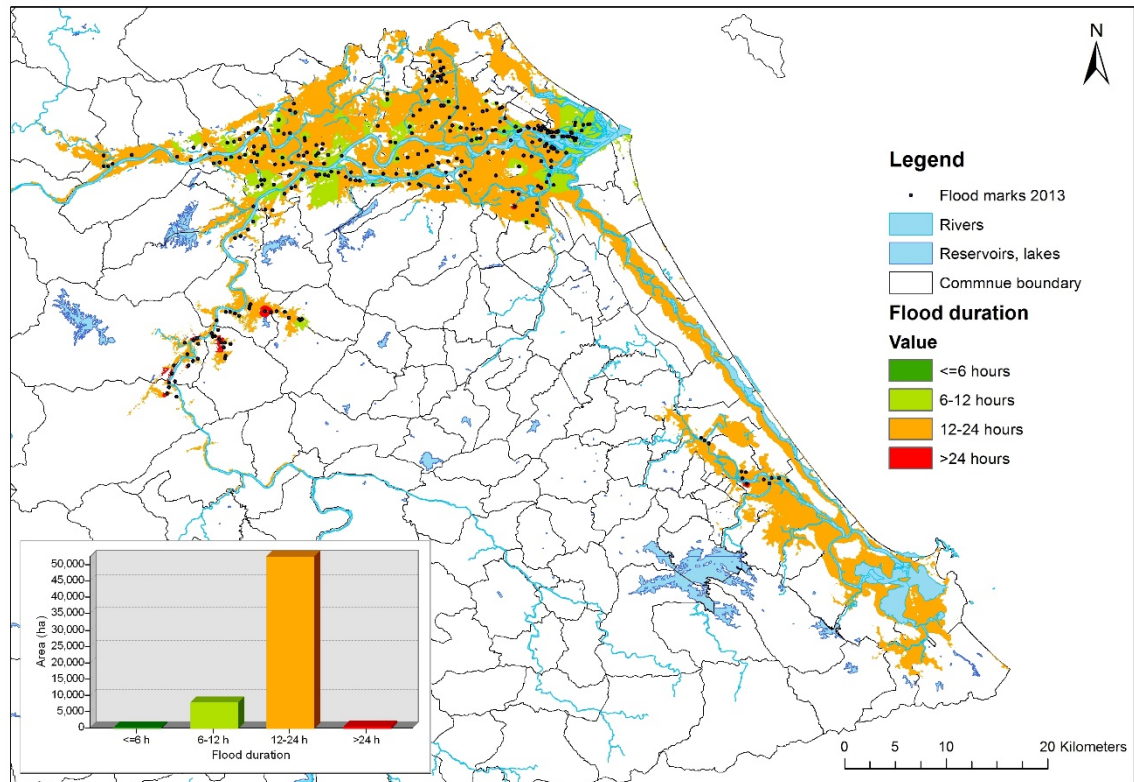 N
Legend
Flood marks 2013
Rivers
Reservoirs, lakes
Commnue boundary
Flood duration
Value
<=6 hours
6-12 hours
12-24 hours
>24 hours
50,000
45,000
40,000
35,000
30,000
25,000
20,000
15,000
10,000
5,000
0
Area (ha)
<=6 h 6-12 h 12-24 h >24 h
Flood duration
0 5 10 20 Kilometers